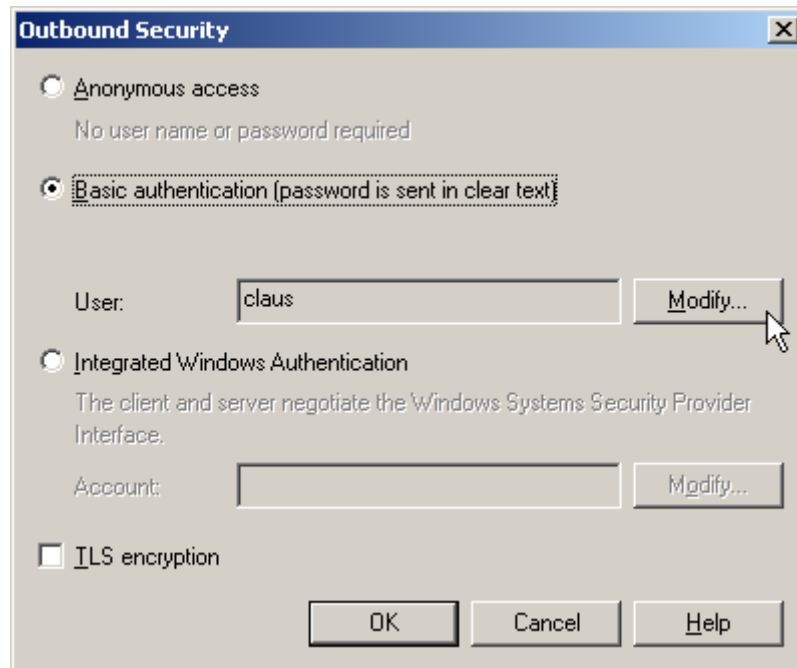 Outbound Security
Anonymous access
No user name or password required
Basic authentication (password is sent in clear text)
User:
claus
Modify...
Integrated Windows Authentication
The client and server negotiate the Windows Systems Security Provider
Interface.
Account:
Modify...
TLS encryption
OK
Cancel
Help